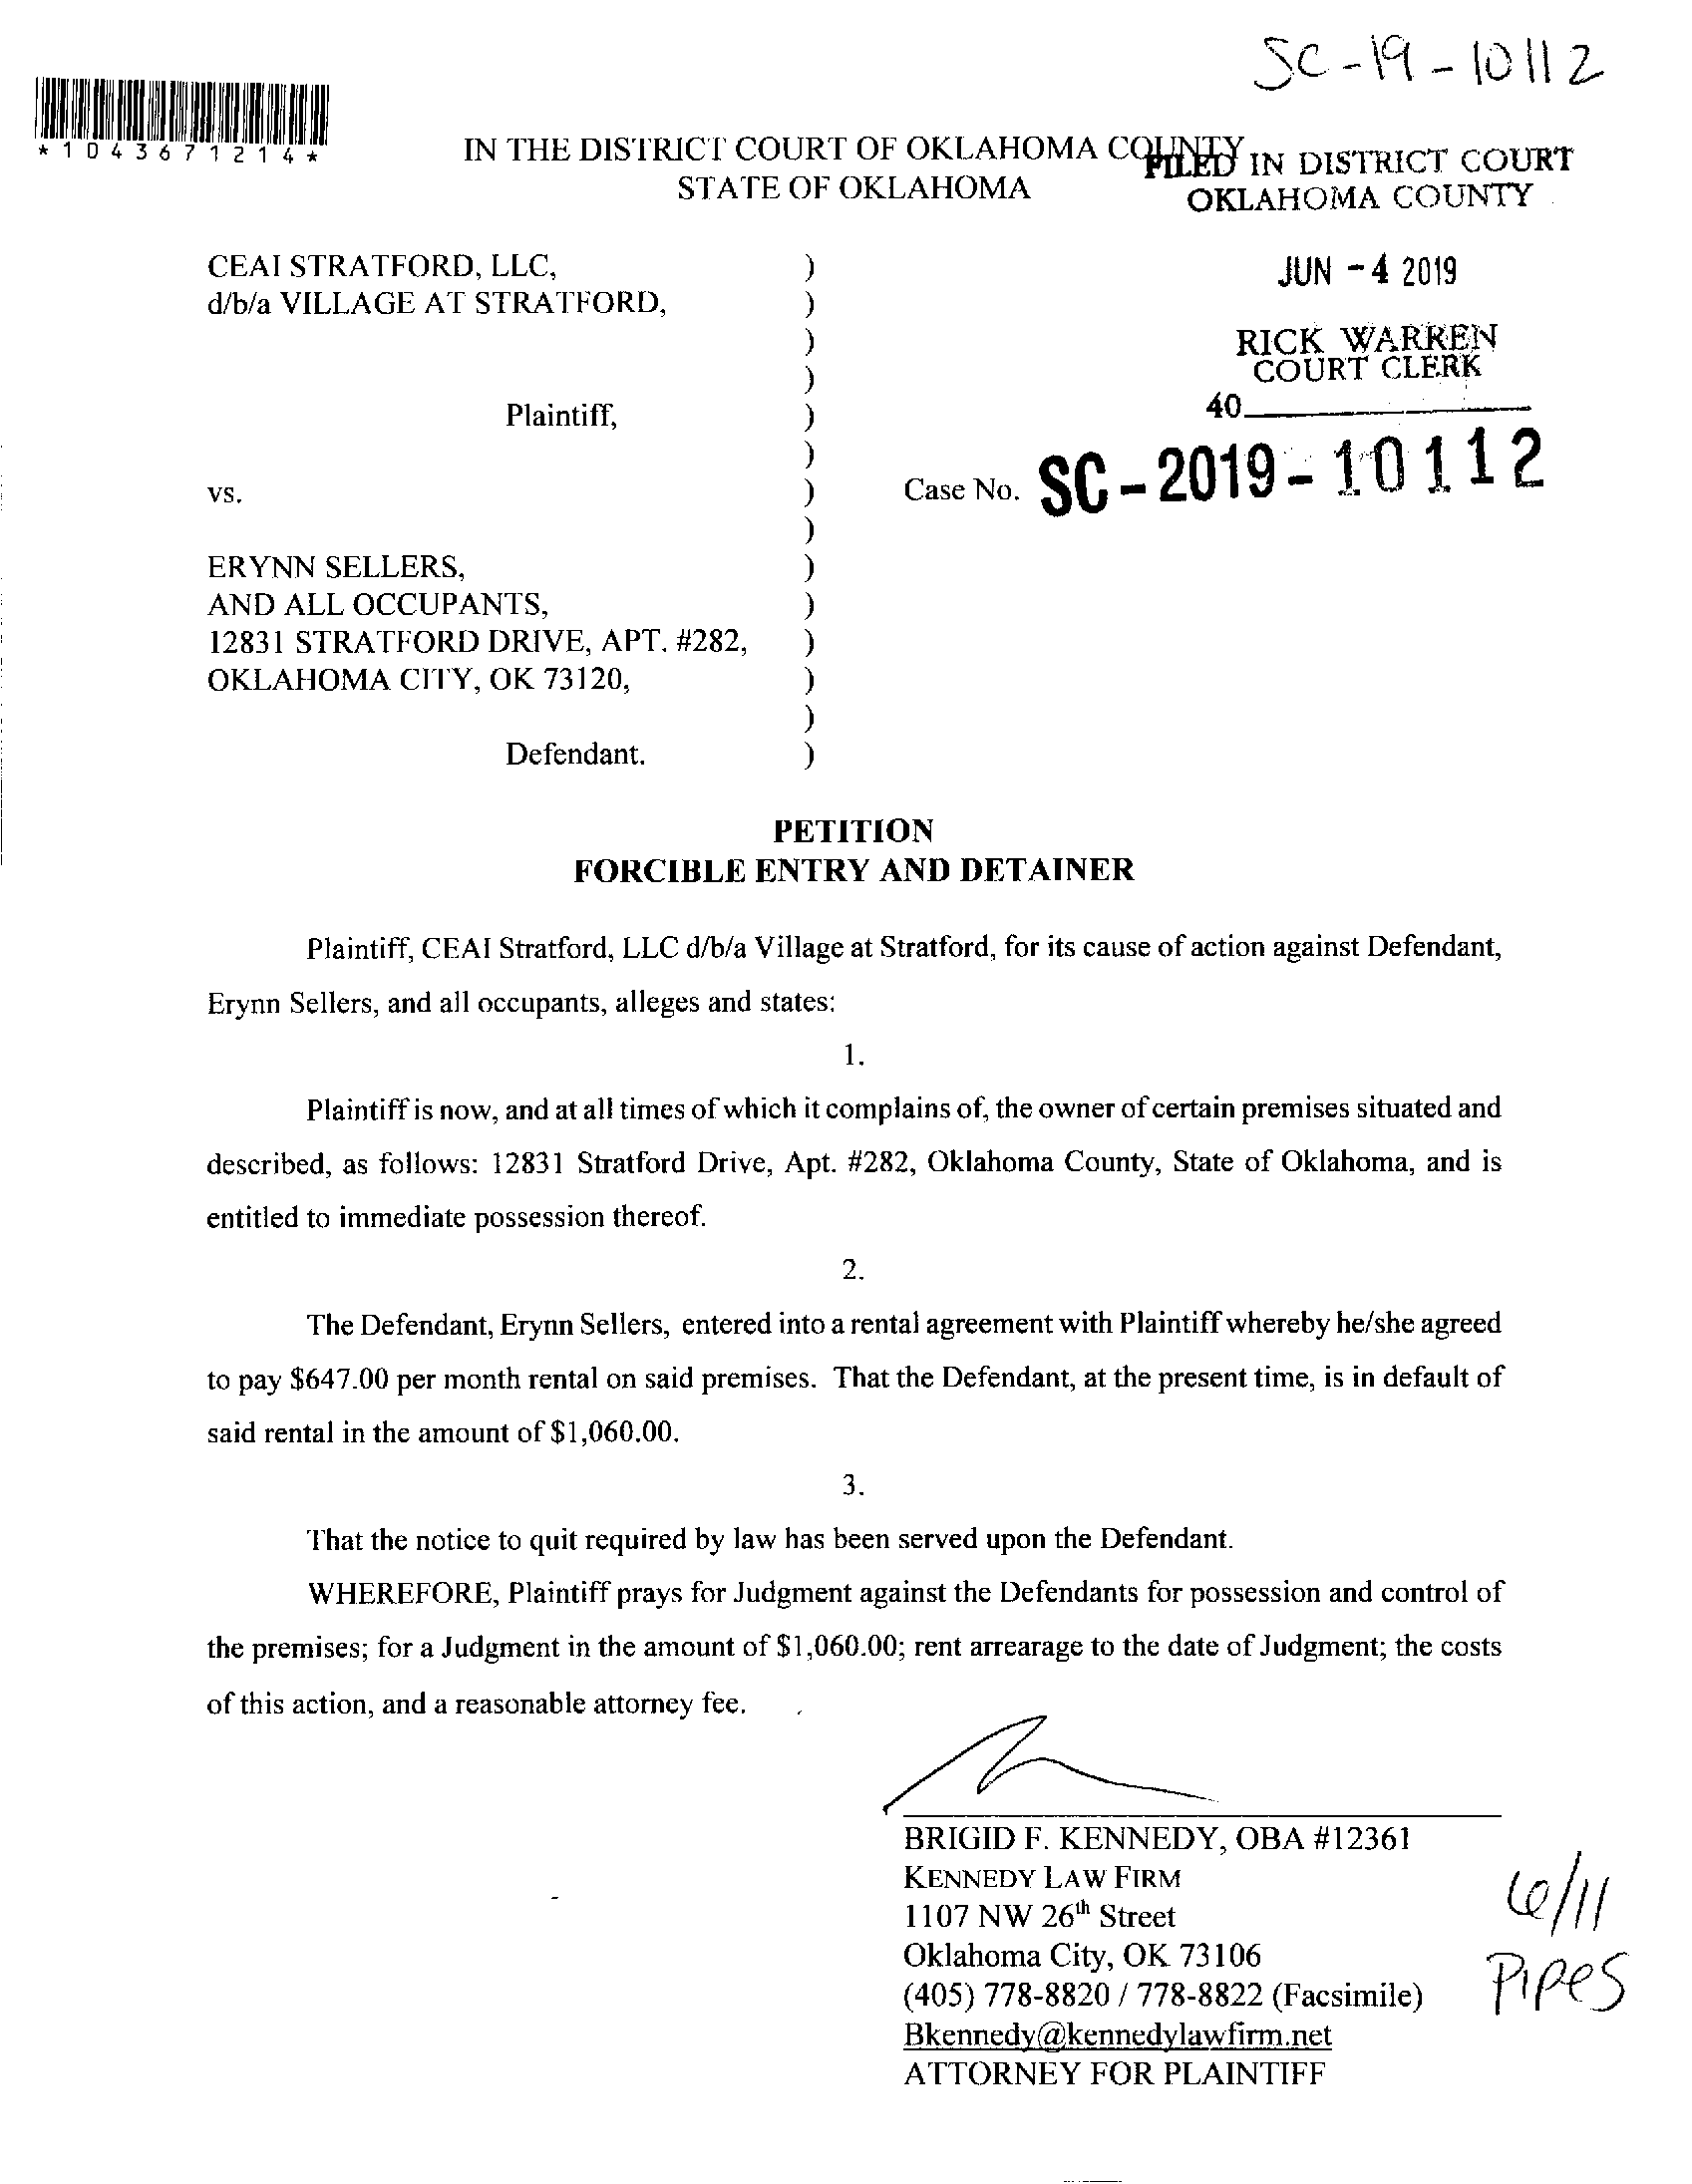 SC-19-10112
*1043671214*
IN THE DISTRICT COURT OF OKLAHOMA COUNTY
STATE OF OKLAHOMA
FILED IN DISTRICT COURT
OKLAHOMA COUNTY
JUN -4 2019
RICK WARREN
COURT CLERK
40
CEAI STRATFORD, LLC, )
d/b/a VILLAGE AT STRATFORD, )
)
)
Plaintiff, )
)
vs. ) Case No. SC-2019-10112
)
ERYNN SELLERS, )
AND ALL OCCUPANTS, )
12831 STRATFORD DRIVE, APT. #282, )
OKLAHOMA CITY, OK 73120, )
)
Defendant. )
PETITION
FORCIBLE ENTRY AND DETAINER
Plaintiff, CEAI Stratford, LLC d/b/a Village at Stratford, for its cause of action against Defendant,
Erynn Sellers, and all occupants, alleges and states:
1.
Plaintiff is now, and at all times of which it complains of, the owner of certain premises situated and
described, as follows: 12831 Stratford Drive, Apt. #282, Oklahoma County, State of Oklahoma, and is
entitled to immediate possession thereof.
2.
The Defendant, Erynn Sellers, entered into a rental agreement with Plaintiff whereby he/she agreed
to pay $647.00 per month rental on said premises. That the Defendant, at the present time, is in default of
said rental in the amount of $1,060.00.
3.
That the notice to quit required by law has been served upon the Defendant.
WHEREFORE, Plaintiff prays for Judgment against the Defendants for possession and control of
the premises; for a Judgment in the amount of $1,060.00; rent arrearage to the date of Judgment; the costs
of this action, and a reasonable attorney fee.
BRIGID F. KENNEDY, OBA #12361
KENNEDY LAW FIRM
1107 NW 26th Street
Oklahoma City, OK 73106
(405) 778-8820 / 778-8822 (Facsimile)
Bkennedy@kennedylawfirm.net
ATTORNEY FOR PLAINTIFF
6/11
Pipes